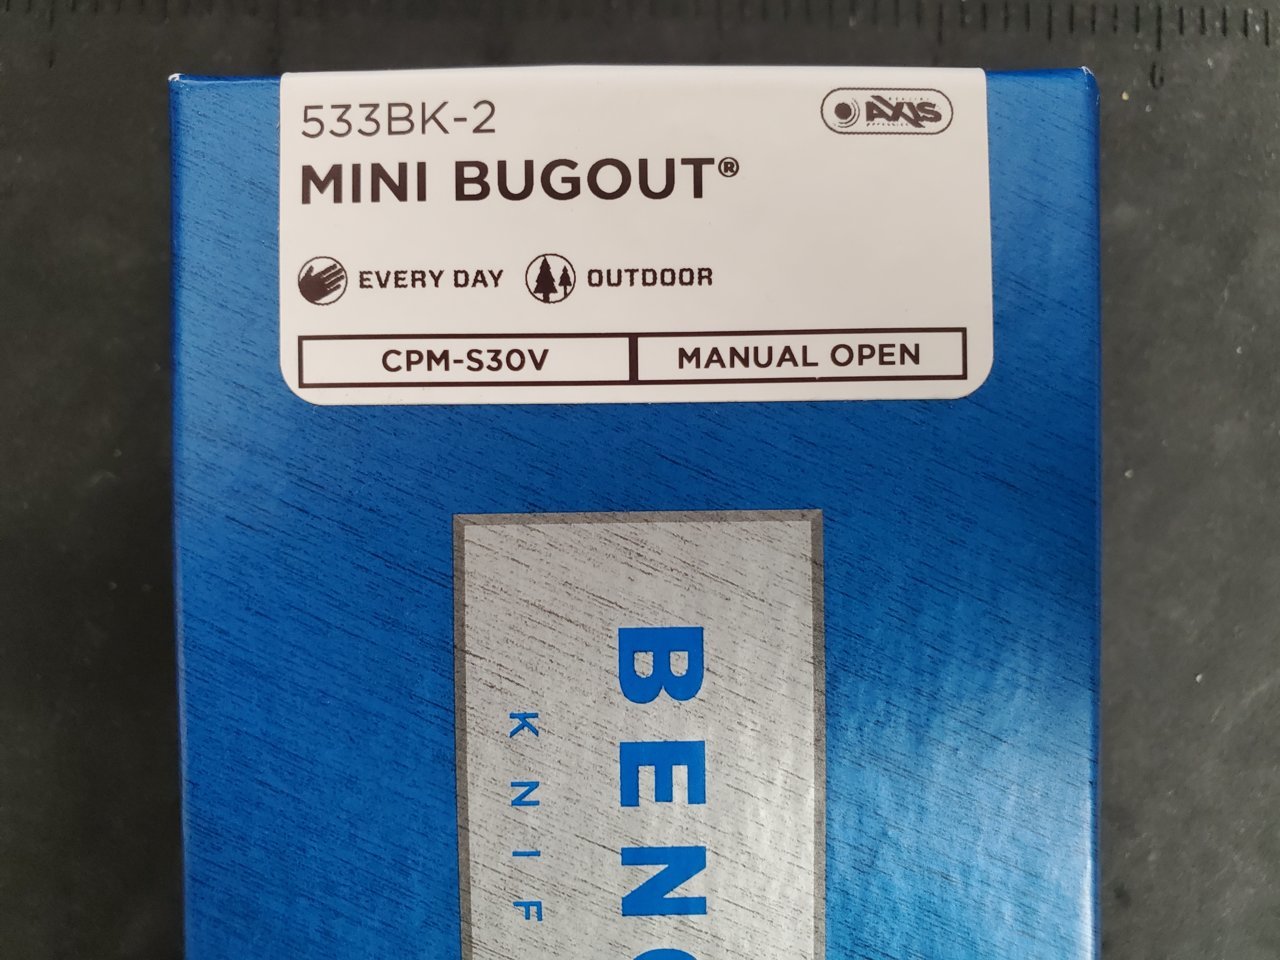 533BK-2
AXIS
MINI BUGOUT®
EVERY DAY
OUTDOOR
CPM-S30V
MANUAL OPEN
BENC
KNIF